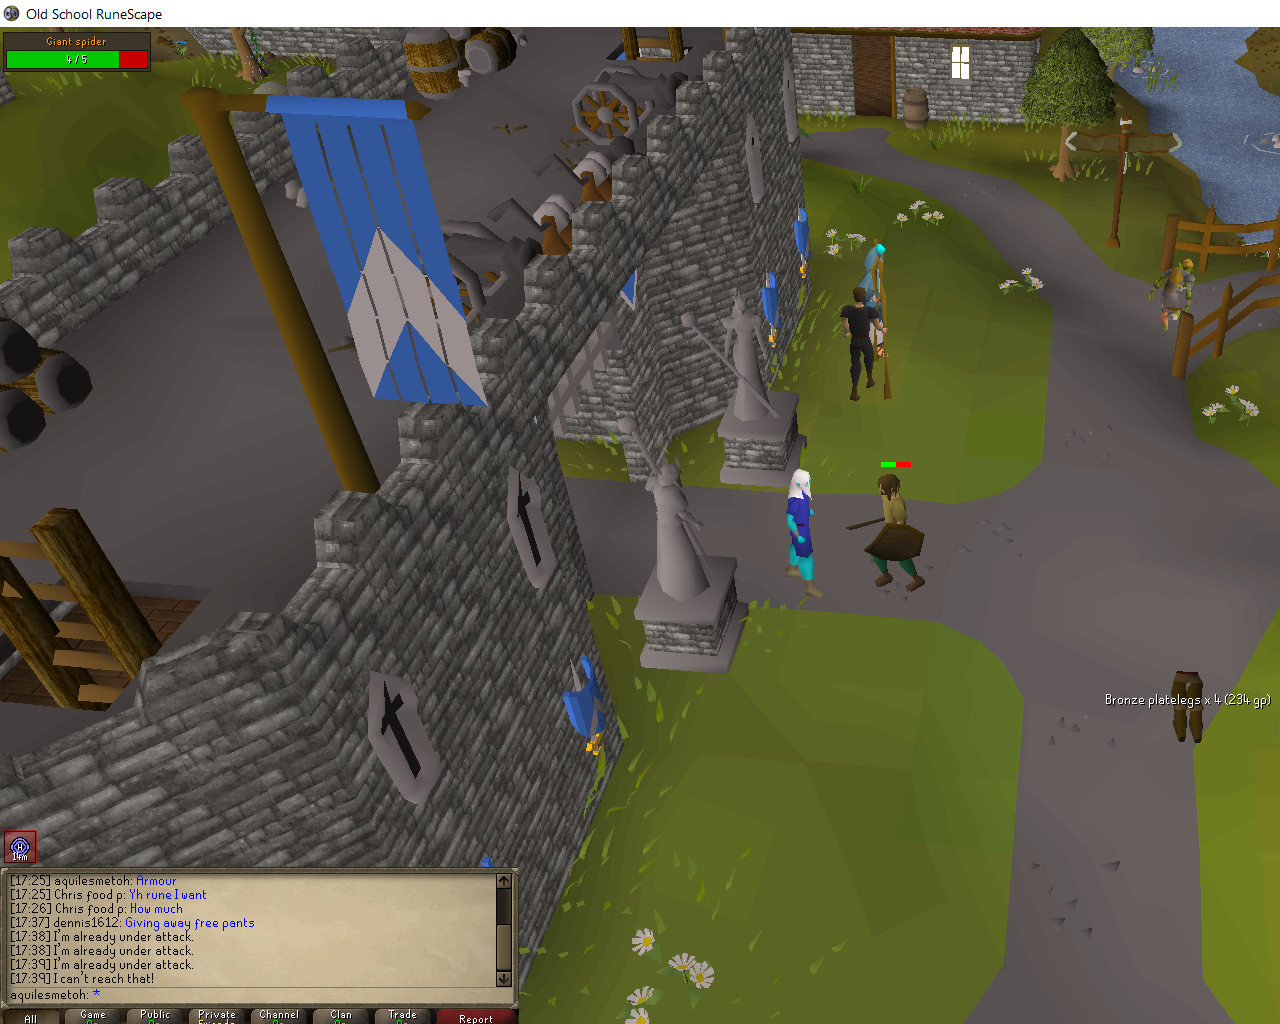 Old School RuneScape
Giant spider
4 / 5
Bronze platelegs x 4 (234 gp)
14m
[17:25] aquilesmetoh: Armour
[17:25] Chris food p: Yh rune I want
[17:26] Chris food p: How much
[17:37] dennis1612: Giving away free pants
[17:38] I'm already under attack.
[17:38] I'm already under attack.
[17:39] I'm already under attack.
[17:39] I can't reach that!
aquilesmetoh: *
All Game Public Private Channel Clan Trade Report